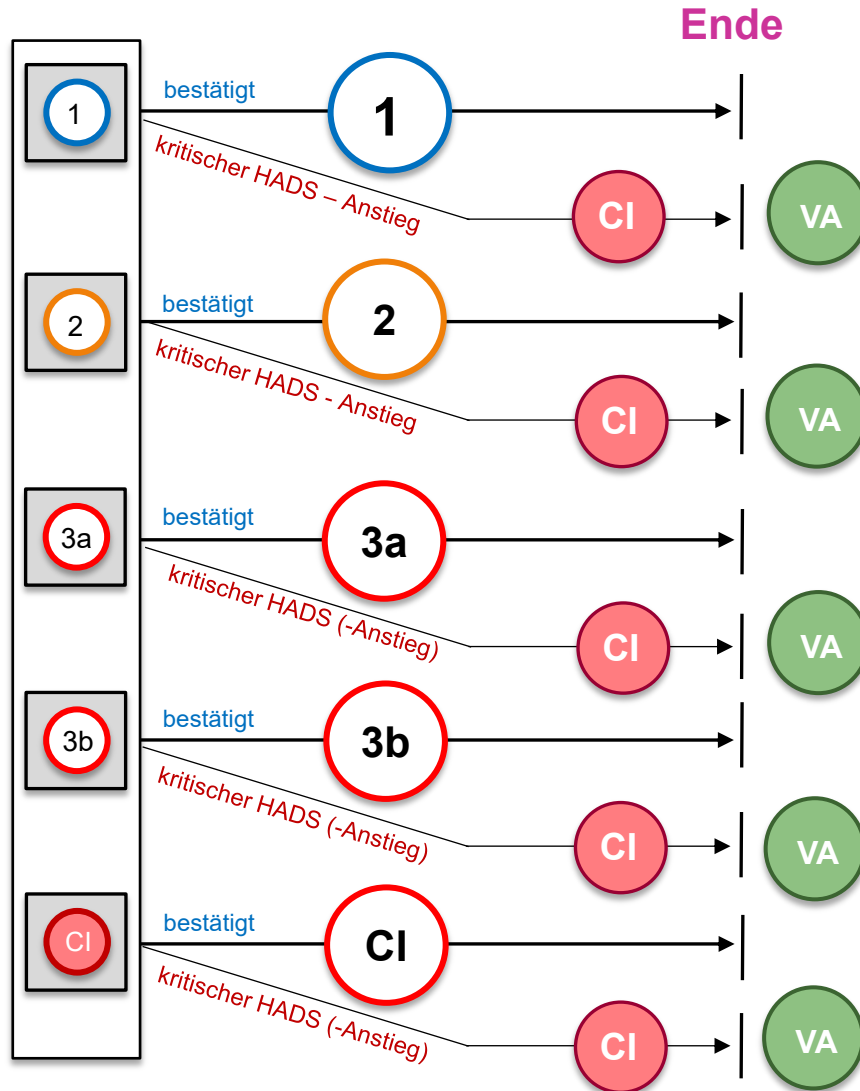 Ende
1
bestätigt
1
kritischer HADS – Anstieg
CI
VA
2
bestätigt
2
kritischer HADS - Anstieg
CI
VA
3a
bestätigt
3a
kritischer HADS (-Anstieg)
CI
VA
3b
bestätigt
3b
kritischer HADS (-Anstieg)
CI
VA
CI
bestätigt
CI
kritischer HADS (-Anstieg)
CI
VA